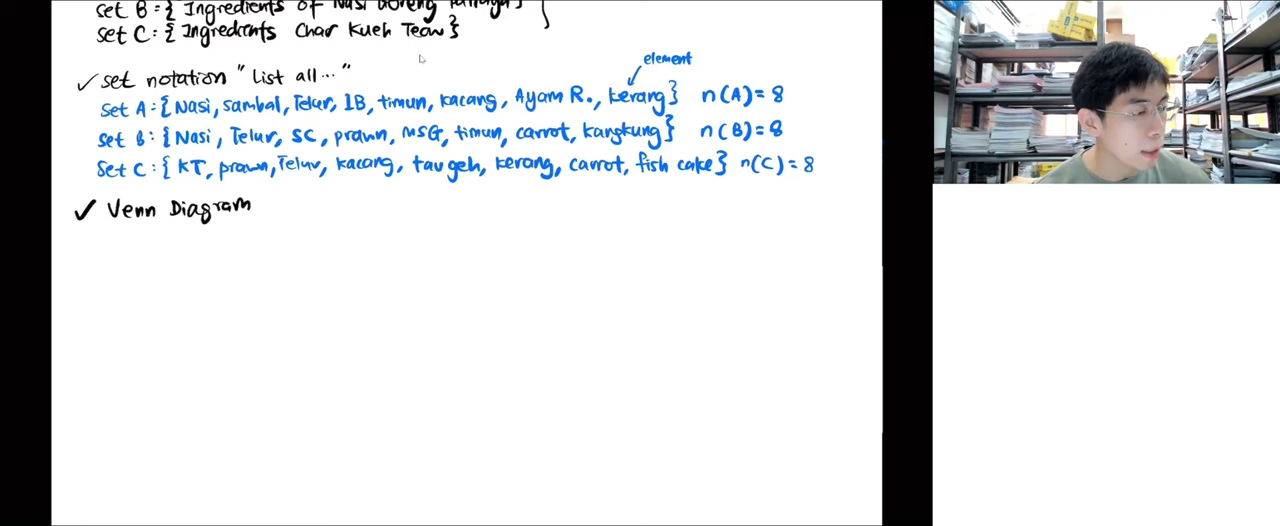 set B = { Ingredients of Nasi Goreng }
set C : { Ingredients Char Kueh Teow }
✓ set notation "List all..."
element
set A : { Nasi, sambal, Telur, IB, timun, kacang, Ayam R., kerang } n(A) = 8
set B : { Nasi, Telur, SC, prawn, MSG, timun, carrot, kangkung } n(B) = 8
set C : { KT, prawn, Telur, kacang, taugeh, kerang, carrot, fish cake } n(C) = 8
✓ Venn Diagram